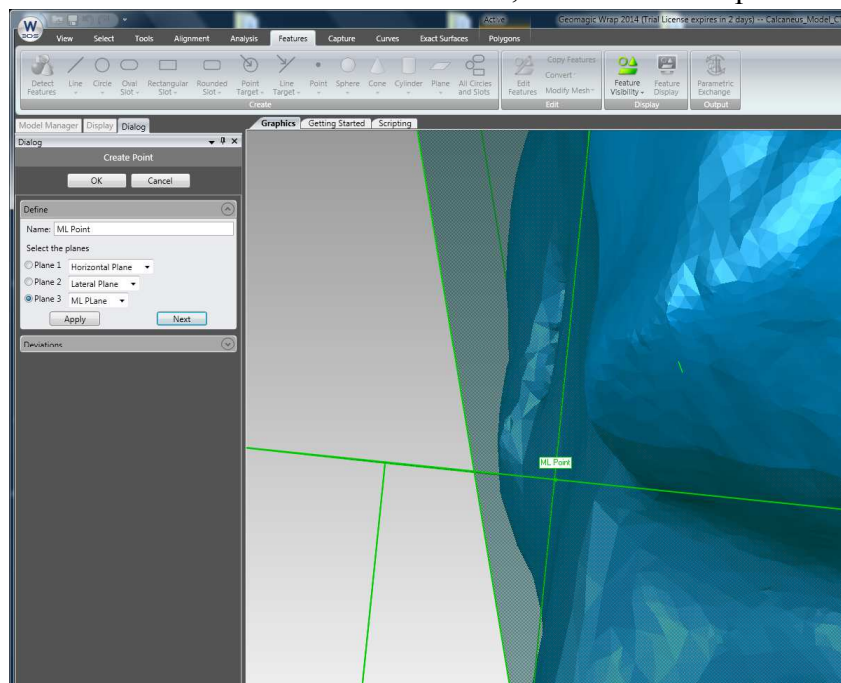 Active
Geomagic Wrap 2014 (Trial License expires in 2 days) -- Calcaneus_Model_C
W
3OS
View Select Tools Alignment Analysis Features Capture Curves Exact Surfaces Polygons
Detect Features
Line
Circle
Oval Slot
Rectangular Slot
Rounded Slot
Point Target
Line Target
Point
Sphere
Cone
Cylinder
Plane
All Circles and Slots
Create
Edit Features
Copy Features
Convert
Modify Mesh
Edit
Feature Visibility
Feature Display
Display
Parametric Exchange
Output
Model Manager Display Dialog
Graphics Getting Started Scripting
Dialog
Create Point
OK Cancel
Define
Name: ML Point
Select the planes
Plane 1 Horizontal Plane
Plane 2 Lateral Plane
Plane 3 ML PLane
Apply Next
Deviations
ML Point